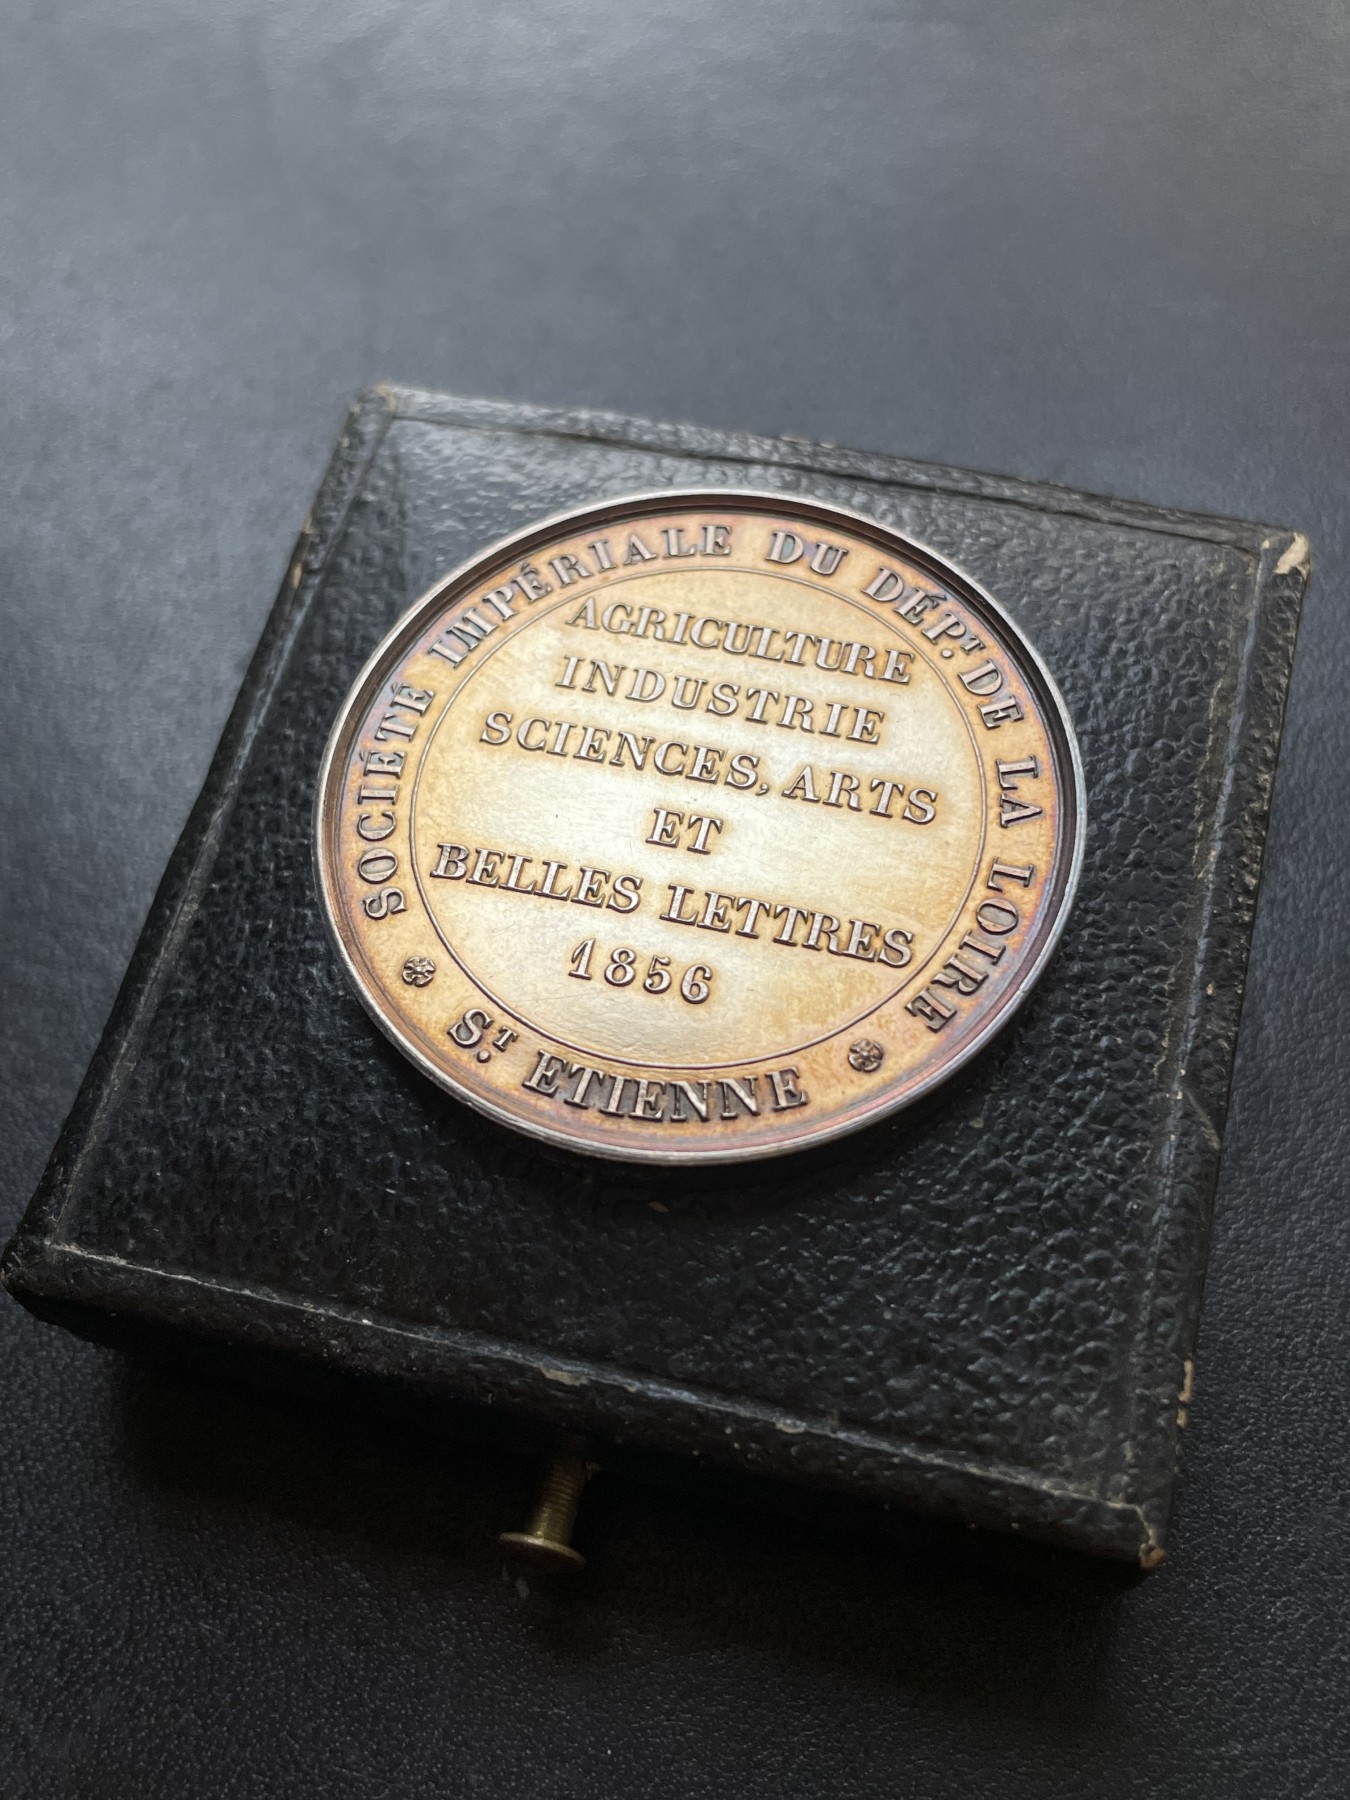 SOCIÉTÉ IMPÉRIALE DU DÉPT. DE LA LOIRE
AGRICULTURE
INDUSTRIE
SCIENCES, ARTS
ET
BELLES LETTRES
1856
ST. ETIENNE